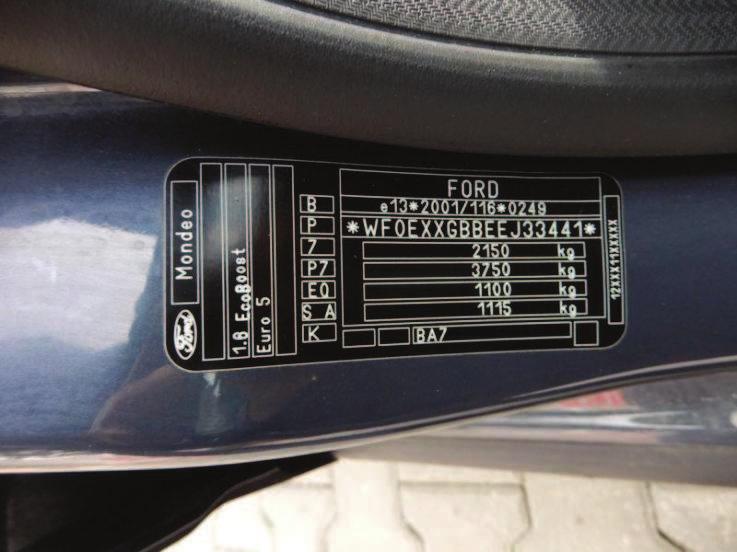 Ford
Mondeo
1.6 EcoBoost
Euro 5
B
P
7
P7
EQ
S A
K
FORD
e13*2001/116*0249
*WF0EXXGBBEEJ33441*
2150 kg
3750 kg
1100 kg
1115 kg
BA7
12XXX11XXXXX